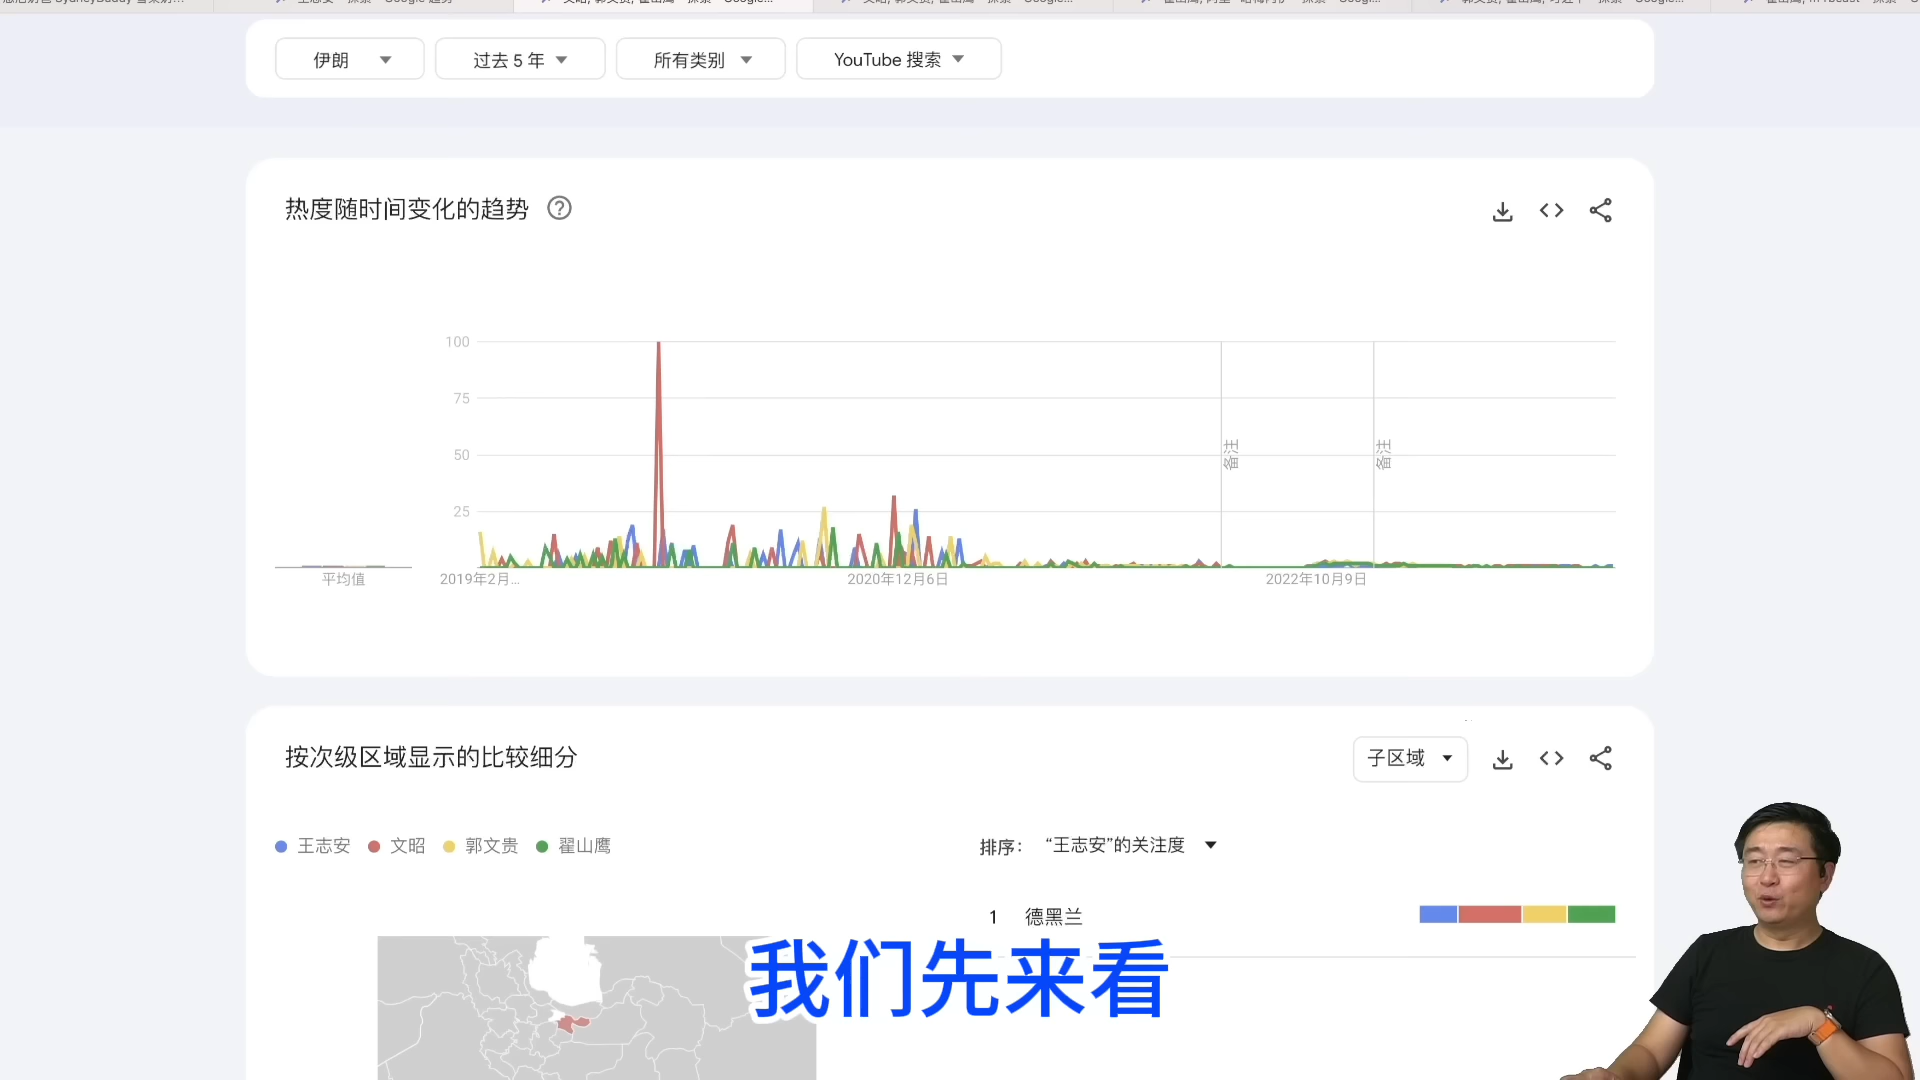 伊朗
过去 5 年
所有类别
YouTube 搜索
热度随时间变化的趋势
100
75
50
25
备注
备注
平均值
2019年2月...
2020年12月6日
2022年10月9日
按次级区域显示的比较细分
子区域
王志安 文昭 郭文贵 翟山鹰
排序： “王志安”的关注度
1 德黑兰
我们先来看